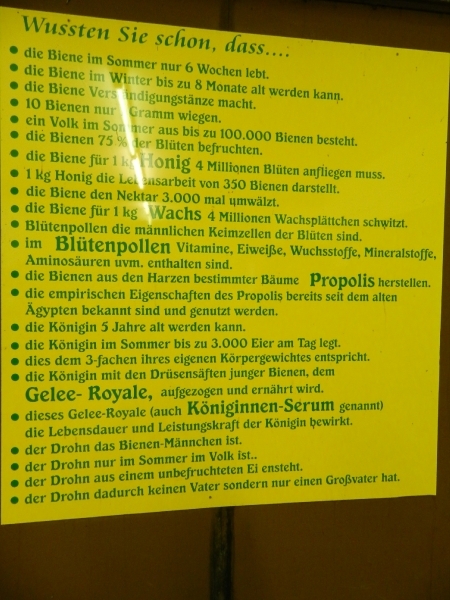 Wussten Sie schon, dass....
• die Biene im Sommer nur 6 Wochen lebt.
• die Biene im Winter bis zu 8 Monate alt werden kann.
• die Biene Verständigungstänze macht.
• 10 Bienen nur Gramm wiegen.
• ein Volk im Sommer aus bis zu 100.000 Bienen besteht.
• die Bienen 75 % der Blüten befruchten.
• die Biene für 1 kg Honig 4 Millionen Blüten anfliegen muss.
• 1 kg Honig die Lebensarbeit von 350 Bienen darstellt.
• die Biene den Nektar 3.000 mal umwälzt.
• die Biene für 1 kg Wachs 4 Millionen Wachsplättchen schwitzt.
• Blütenpollen die männlichen Keimzellen der Blüten sind.
• im Blütenpollen Vitamine, Eiweiße, Wuchsstoffe, Mineralstoffe,
Aminosäuren uvm. enthalten sind.
• die Bienen aus den Harzen bestimmter Bäume Propolis herstellen.
• die empirischen Eigenschaften des Propolis bereits seit dem alten
Ägypten bekannt sind und genutzt werden.
• die Königin 5 Jahre alt werden kann.
• die Königin im Sommer bis zu 3.000 Eier am Tag legt.
• dies dem 3-fachen ihres eigenen Körpergewichtes entspricht.
• die Königin mit den Drüsensäften junger Bienen, dem
Gelee- Royale, aufgezogen und ernährt wird.
• dieses Gelee-Royale (auch Königinnen-Serum genannt)
die Lebensdauer und Leistungskraft der Königin bewirkt.
• der Drohn das Bienen-Männchen ist.
• der Drohn nur im Sommer im Volk ist..
• der Drohn aus einem unbefruchteten Ei ensteht.
• der Drohn dadurch keinen Vater sondern nur einen Großvater hat.